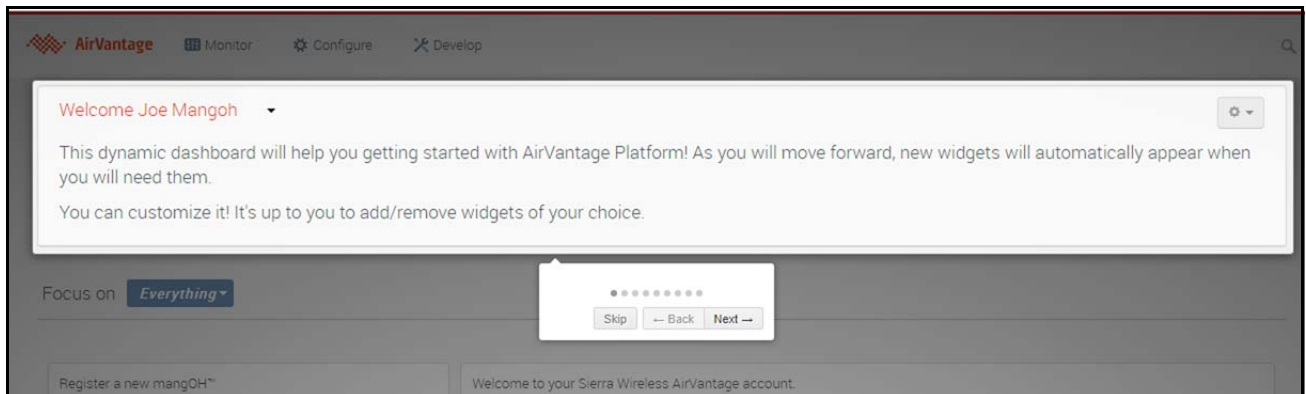 AirVantage Monitor Configure Develop
Welcome Joe Mangoh
This dynamic dashboard will help you getting started with AirVantage Platform! As you will move forward, new widgets will automatically appear when
you will need them.
You can customize it! It's up to you to add/remove widgets of your choice.
Focus on Everything
Skip ← Back Next →
Register a new mangOH™ Welcome to your Sierra Wireless AirVantage account.